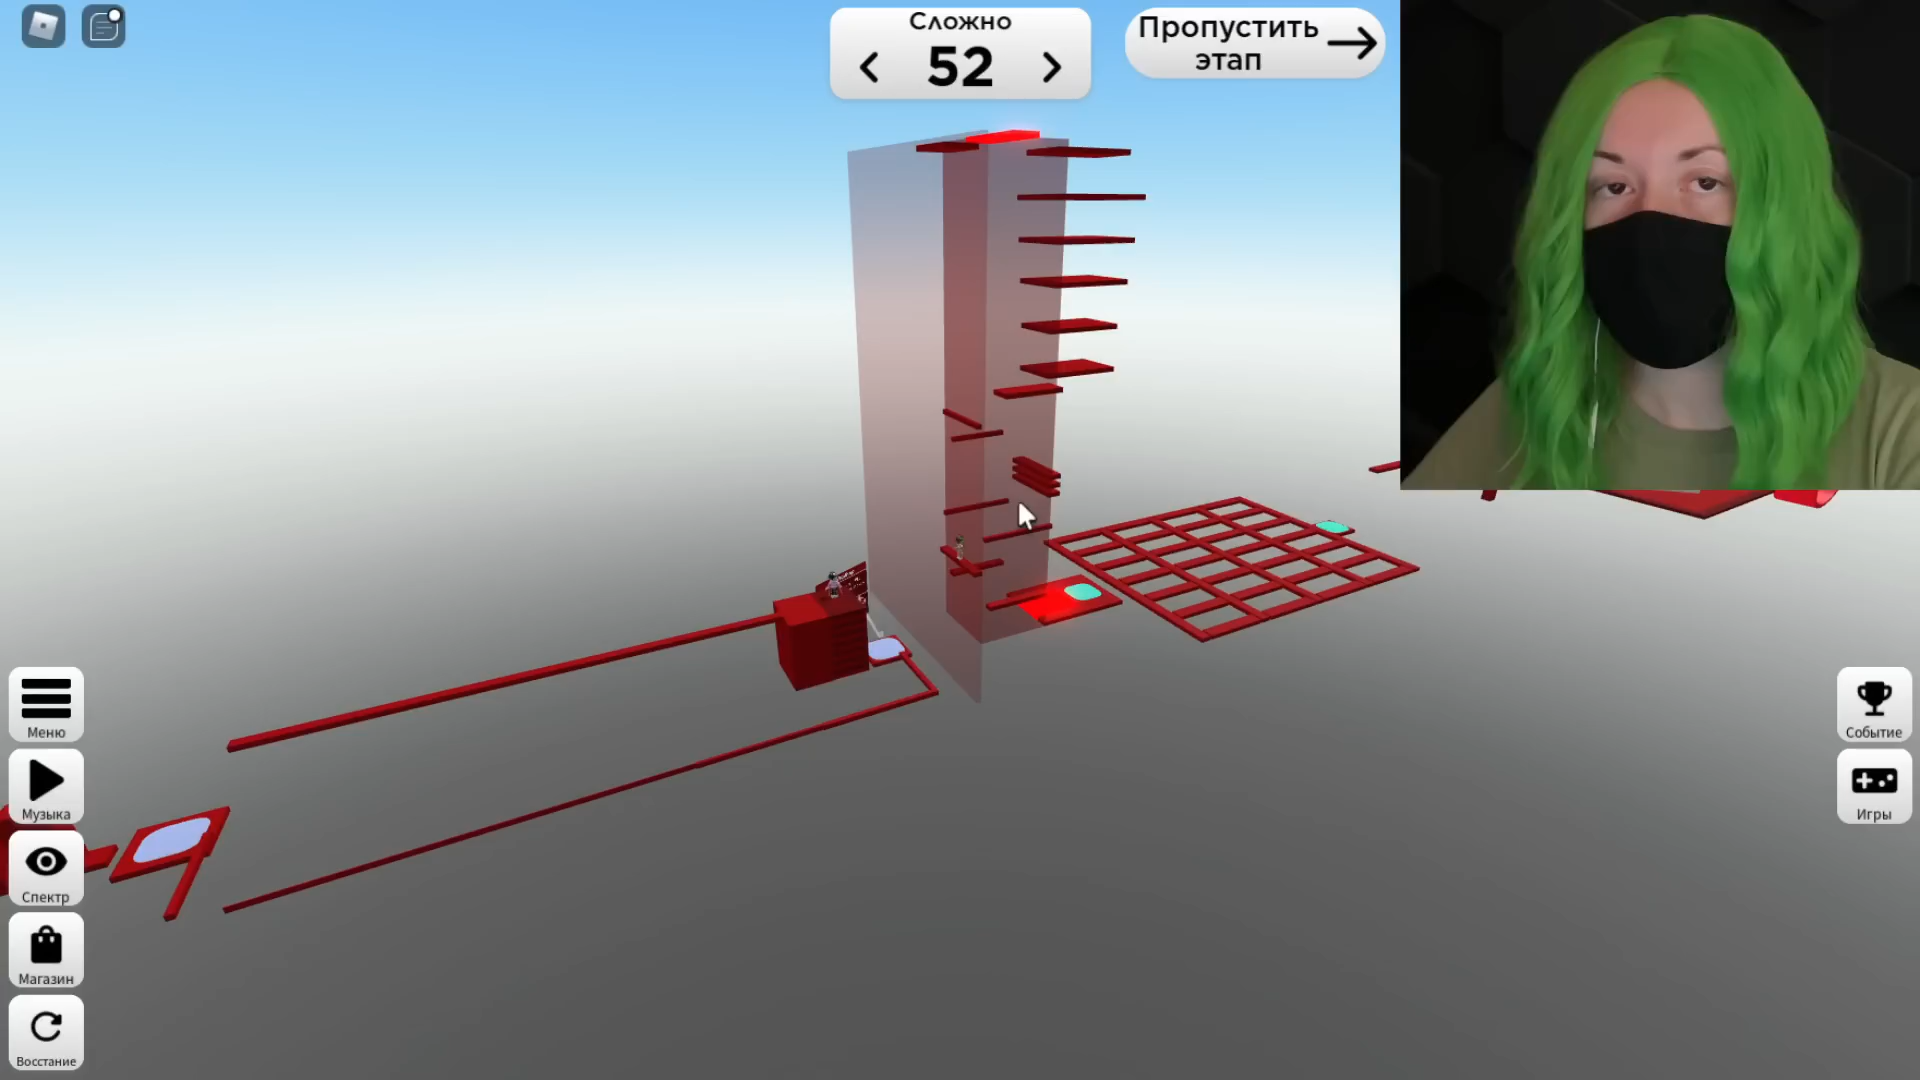 Сложно
52
Пропустить
этап
Меню
Музыка
Спектр
Магазин
Восстание
Событие
Игры